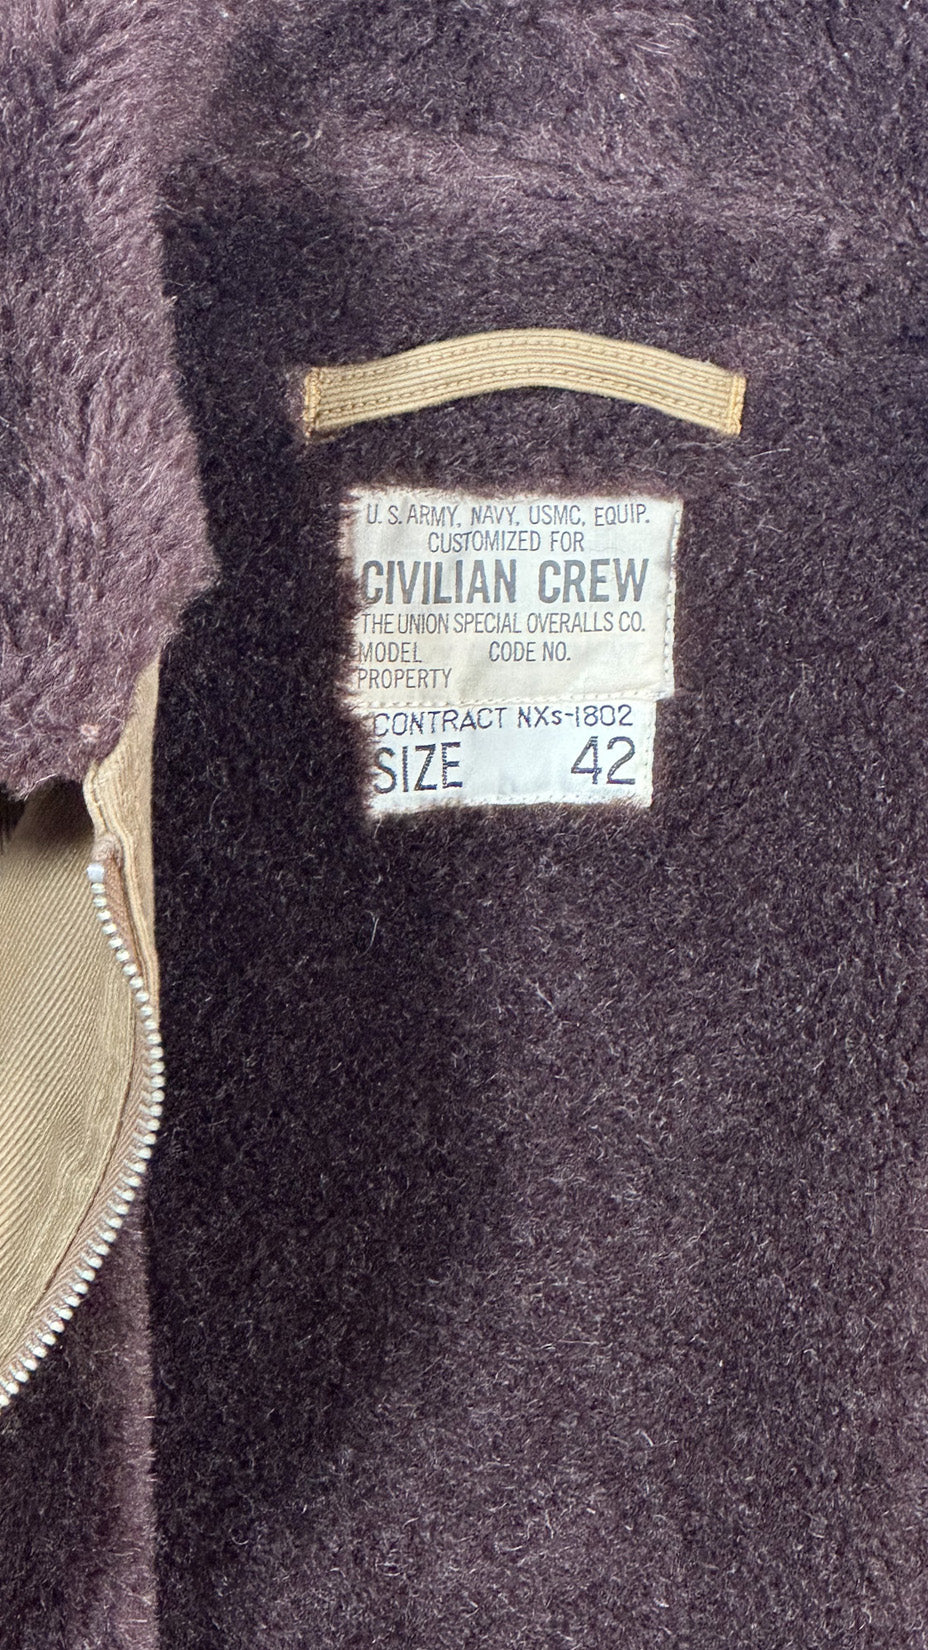 U. S. ARMY, NAVY, USMC, EQUIP.
CUSTOMIZED FOR
CIVILIAN CREW
THE UNION SPECIAL OVERALLS CO.
MODEL CODE NO.
PROPERTY
CONTRACT NXs-1802
SIZE 42